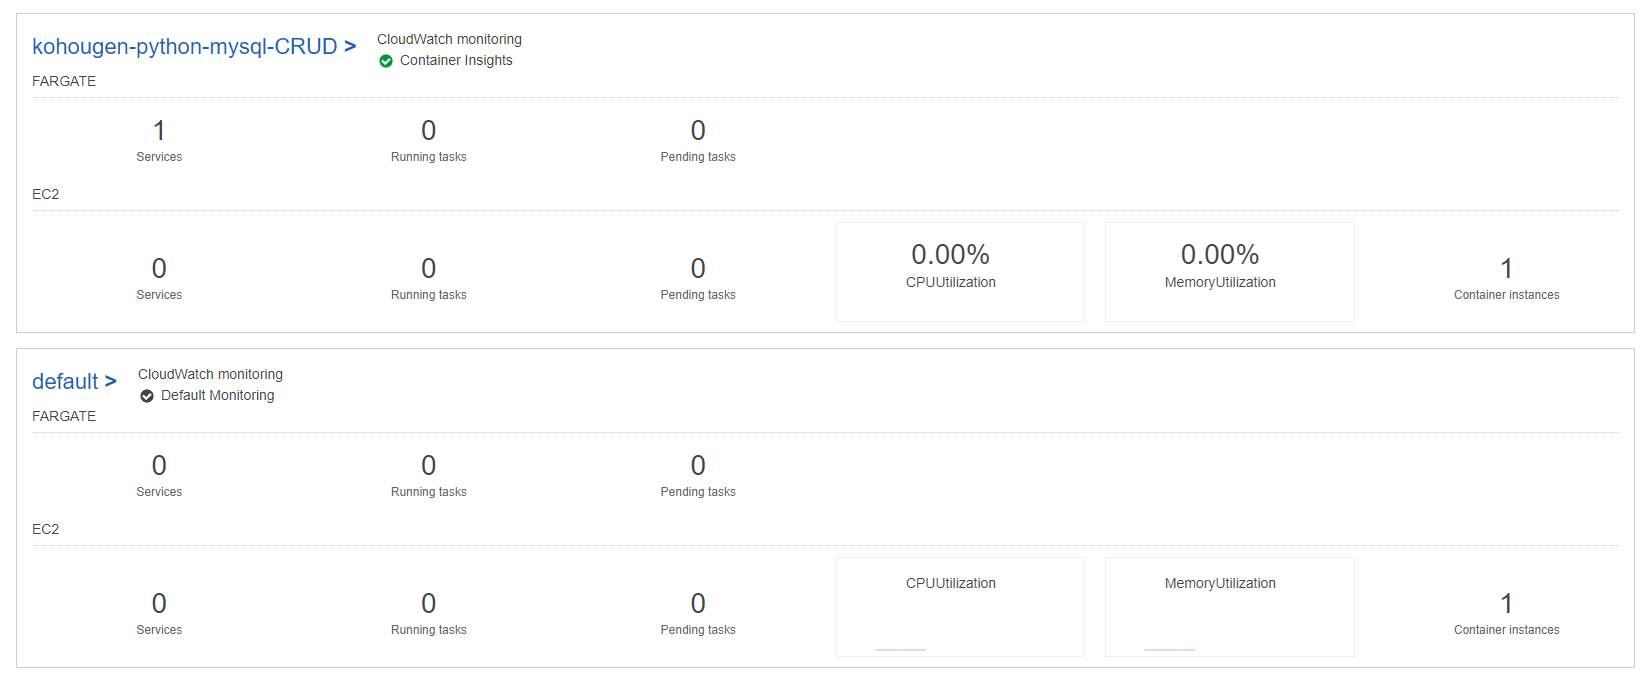 kohougen-python-mysql-CRUD >
CloudWatch monitoring
Container Insights
FARGATE
1 0 0
Services Running tasks Pending tasks
EC2
0 0 0 0.00% 0.00% 1
Services Running tasks Pending tasks CPUUtilization MemoryUtilization Container instances
default >
CloudWatch monitoring
Default Monitoring
FARGATE
0 0 0
Services Running tasks Pending tasks
EC2
CPUUtilization MemoryUtilization
0 0 0 1
Services Running tasks Pending tasks Container instances